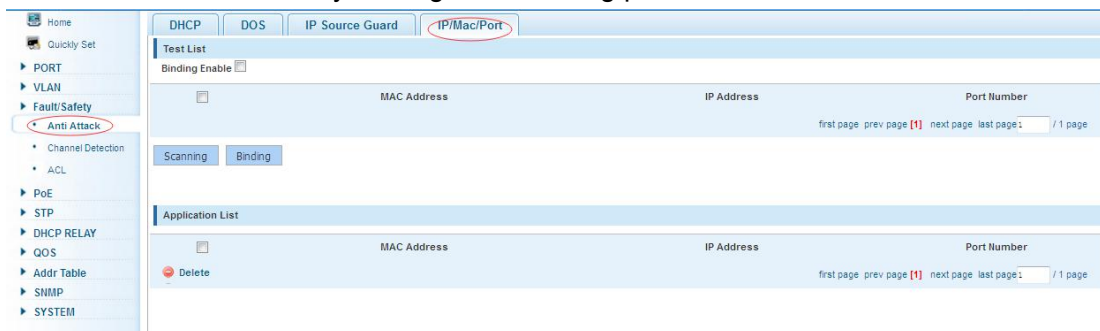 Home
Quickly Set
PORT
VLAN
Fault/Safety
Anti Attack
Channel Detection
ACL
PoE
STP
DHCP RELAY
QOS
Addr Table
SNMP
SYSTEM
DHCP DOS IP Source Guard IP/Mac/Port
Test List
Binding Enable
MAC Address IP Address Port Number
first page prev page [1] next page last page 1 / 1 page
Scanning Binding
Application List
MAC Address IP Address Port Number
Delete first page prev page [1] next page last page 1 / 1 page